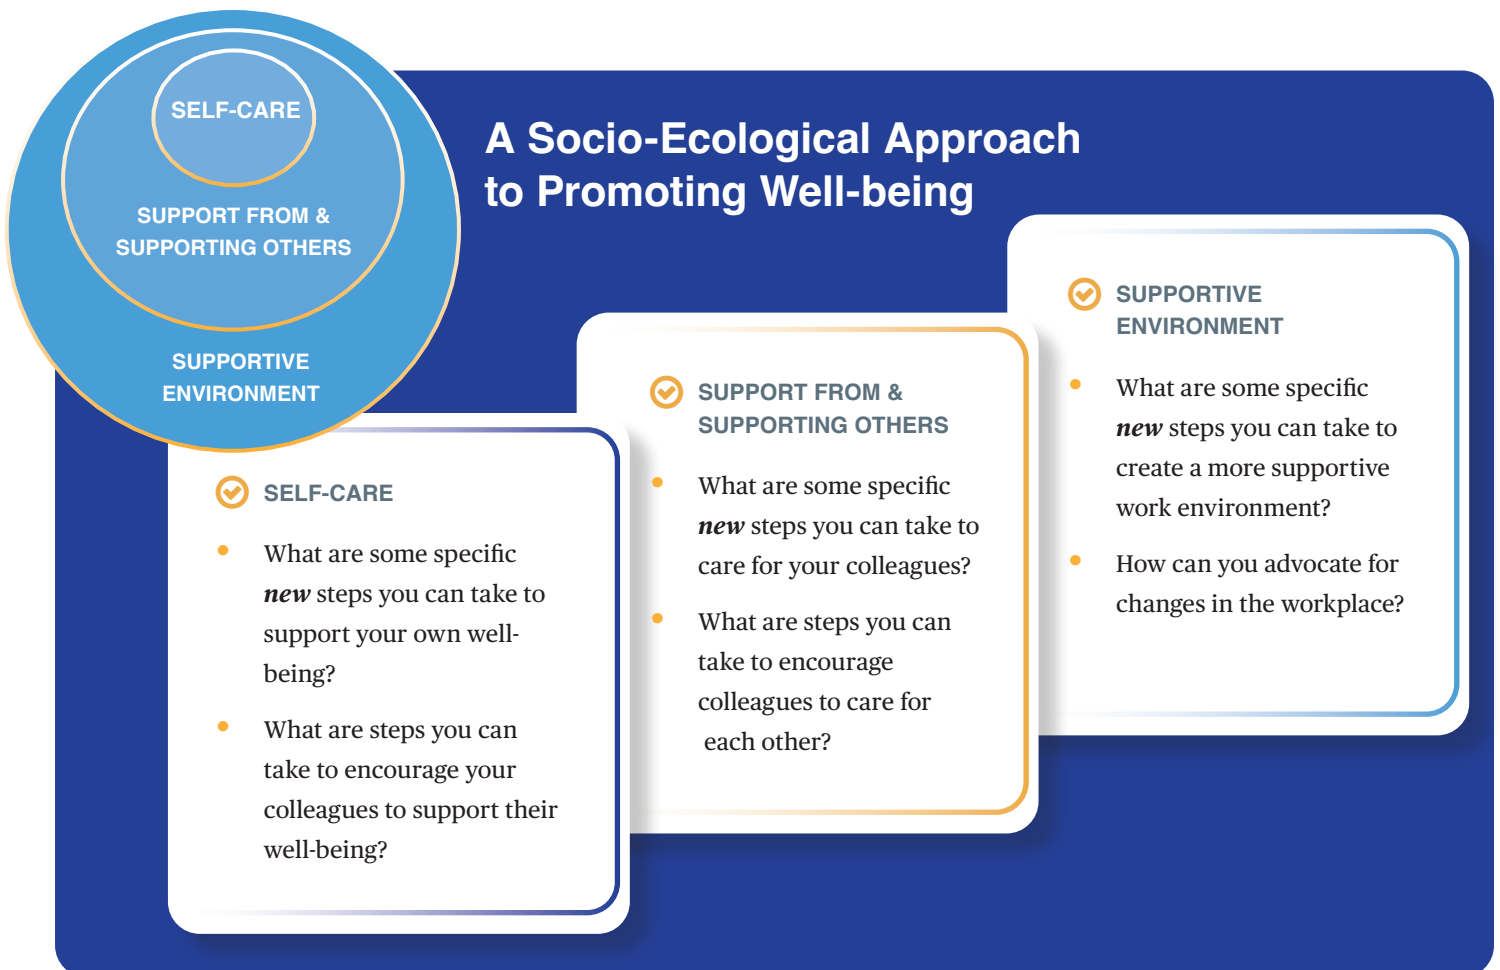 SELF-CARE
SUPPORT FROM &
SUPPORTING OTHERS
SUPPORTIVE
ENVIRONMENT
A Socio-Ecological Approach
to Promoting Well-being
SELF-CARE
• What are some specific
new steps you can take to
support your own well-
being?
• What are steps you can
take to encourage your
colleagues to support their
well-being?
SUPPORT FROM &
SUPPORTING OTHERS
• What are some specific
new steps you can take to
care for your colleagues?
• What are steps you can
take to encourage
colleagues to care for
each other?
SUPPORTIVE
ENVIRONMENT
• What are some specific
new steps you can take to
create a more supportive
work environment?
• How can you advocate for
changes in the workplace?